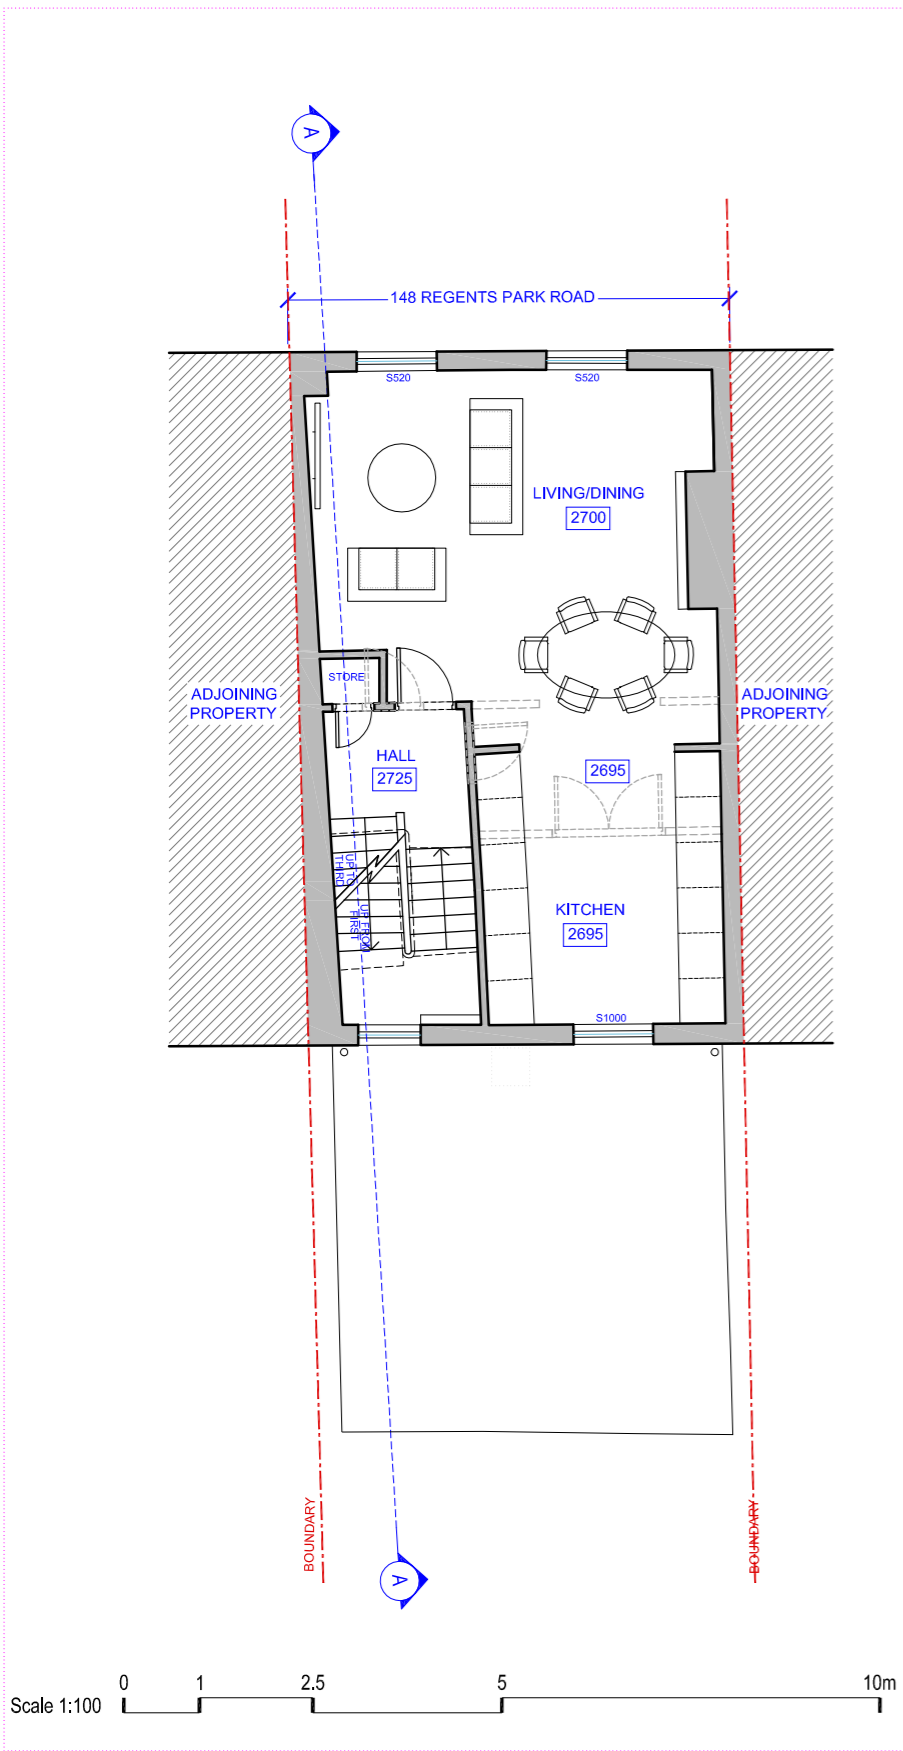 A
148 REGENTS PARK ROAD
S520
S520
LIVING/DINING
2700
STORE
ADJOINING
PROPERTY
ADJOINING
PROPERTY
HALL
2725
2695
UP TO
THIRD
UP FROM
FIRST
KITCHEN
2695
S1000
BOUNDARY
BOUNDARY
A
0 1 2.5 5 10m
Scale 1:100